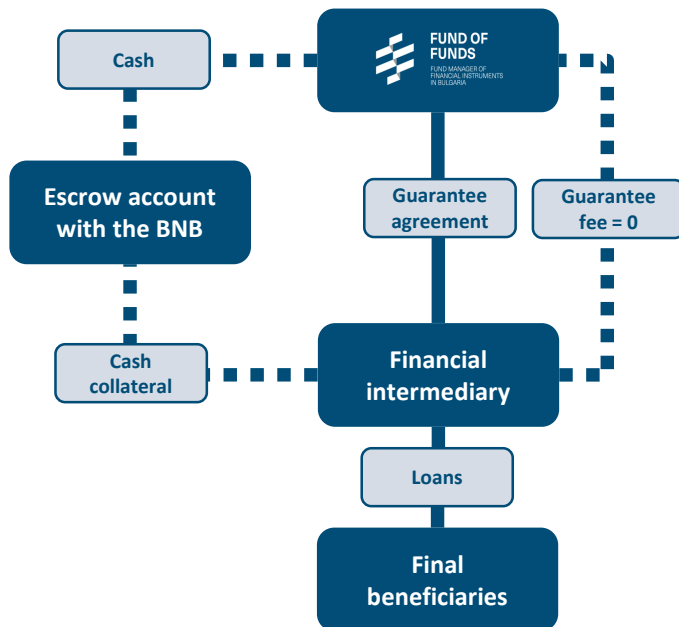 FUND OF
FUNDS
FUND MANAGER OF
FINANCIAL INSTRUMENTS
IN BULGARIA
Cash
Escrow account
with the BNB
Guarantee
agreement
Guarantee
fee = 0
Cash
collateral
Financial
intermediary
Loans
Final
beneficiaries